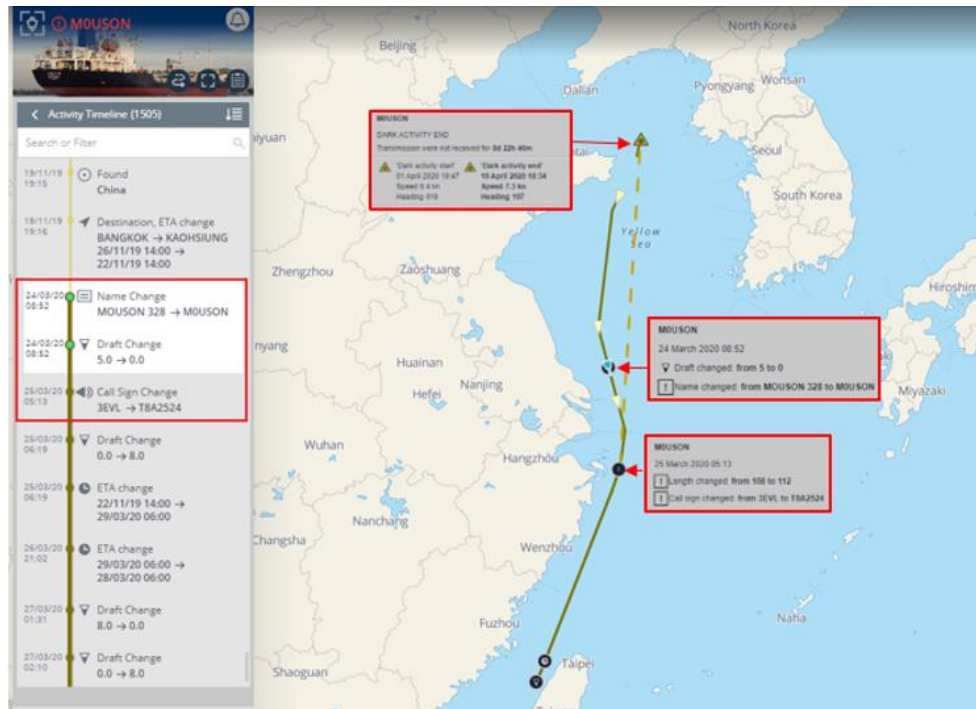 M0USON
Activity Timeline (1505)
Search or Filter
19/11/19
19:15
Found
China
19/11/19
19:16
Destination, ETA change
BANGKOK → KAOHSIUNG
26/11/19 14:00 →
22/11/19 14:00
24/03/20
08:52
Name Change
MOUSON 328 → M0USON
24/03/20
08:52
Draft Change
5.0 → 0.0
25/03/20
05:13
Call Sign Change
3EVL → T8A2524
25/03/20
06:19
Draft Change
0.0 → 8.0
25/03/20
06:19
ETA change
22/11/19 14:00 →
29/03/20 06:00
26/03/20
21:02
ETA change
29/03/20 06:00 →
28/03/20 06:00
27/03/20
01:31
Draft Change
8.0 → 0.0
27/03/20
02:10
Draft Change
0.0 → 8.0
North Korea
Beijing
Dalian
Pyongyang
Wonsan
iyuan
tai
Seoul
South Korea
Yellow
Sea
Zhengzhou
Zaozhuang
Hiroshim
nyang
Huainan
Hefei
Nanjing
Miyazaki
Wuhan
Hangzhou
Nanchang
Changsha
Wenzhou
Fuzhou
Naha
Shaoguan
Taipei
M0USON
DARK ACTIVITY END
Transmission were not received for 8d 22h 46m
'Dark activity start'
01 April 2020 19:47
Heading 018
'Dark activity end'
10 April 2020 18:34
Speed 7.3 kn
Heading 197
M0USON
24 March 2020 08:52
Draft changed: from 5 to 0
Name changed: from MOUSON 328 to M0USON
M0USON
25 March 2020 05:13
Length changed: from 108 to 112
Call sign changed: from 3EVL to T8A2524